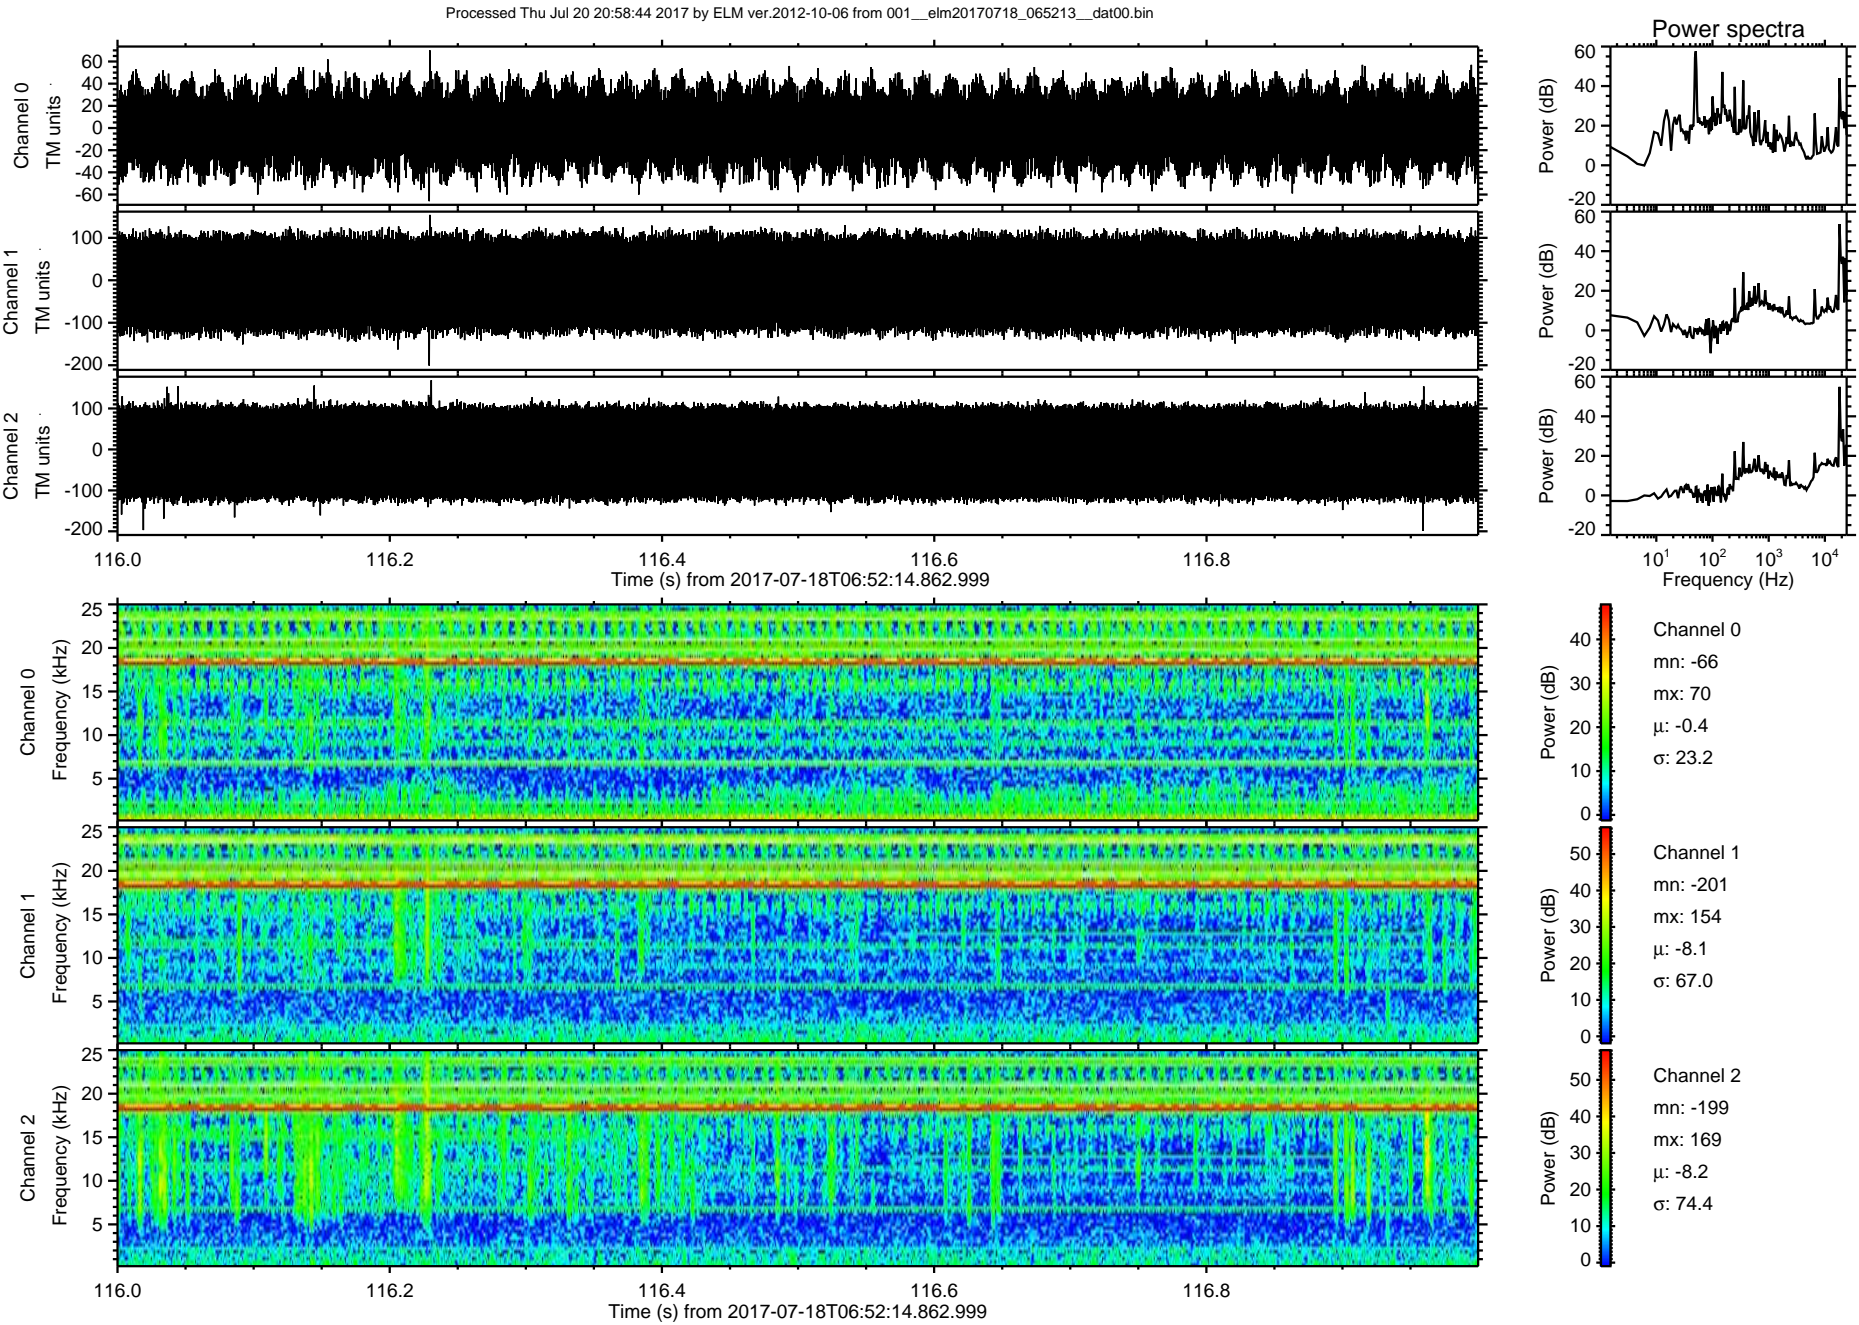 Processed Thu Jul 20 20:58:44 2017 by ELM ver.2012-10-06 from 001__elm20170718_065213__dat00.bin
Power spectra
Channel 0
TM units
60
40
20
0
-20
-40
-60
Power (dB)
60
40
20
0
-20
Channel 1
TM units
100
0
-100
-200
Power (dB)
60
40
20
0
-20
Channel 2
TM units
100
0
-100
-200
Power (dB)
60
40
20
0
-20
116.0 116.2 116.4 116.6 116.8
Time (s) from 2017-07-18T06:52:14.862.999
10^1 10^2 10^3 10^4
Frequency (Hz)
Channel 0
Frequency (kHz)
25
20
15
10
5
Power (dB)
40
30
20
10
0
Channel 0
mn: -66
mx: 70
µ: -0.4
σ: 23.2
Channel 1
Frequency (kHz)
25
20
15
10
5
Power (dB)
50
40
30
20
10
0
Channel 1
mn: -201
mx: 154
µ: -8.1
σ: 67.0
Channel 2
Frequency (kHz)
25
20
15
10
5
Power (dB)
50
40
30
20
10
0
Channel 2
mn: -199
mx: 169
µ: -8.2
σ: 74.4
116.0 116.2 116.4 116.6 116.8
Time (s) from 2017-07-18T06:52:14.862.999